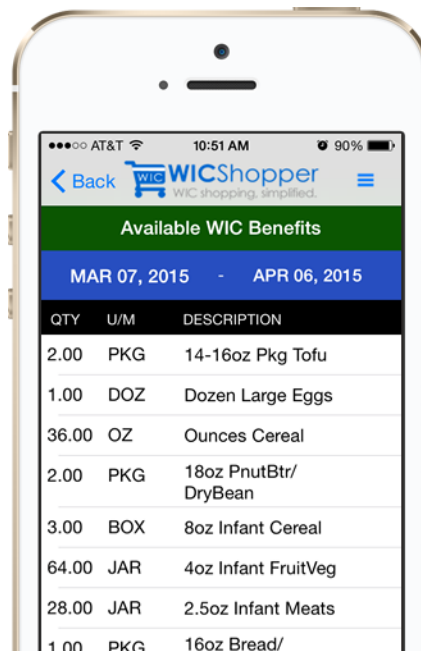 AT&T 10:51 AM 90%
Back WIC WICShopper
WIC shopping, simplified.
Available WIC Benefits
MAR 07, 2015 - APR 06, 2015
QTY U/M DESCRIPTION
2.00 PKG 14-16oz Pkg Tofu
1.00 DOZ Dozen Large Eggs
36.00 OZ Ounces Cereal
2.00 PKG 18oz PnutBtr/
DryBean
3.00 BOX 8oz Infant Cereal
64.00 JAR 4oz Infant FruitVeg
28.00 JAR 2.5oz Infant Meats
1.00 PKG 16oz Bread/